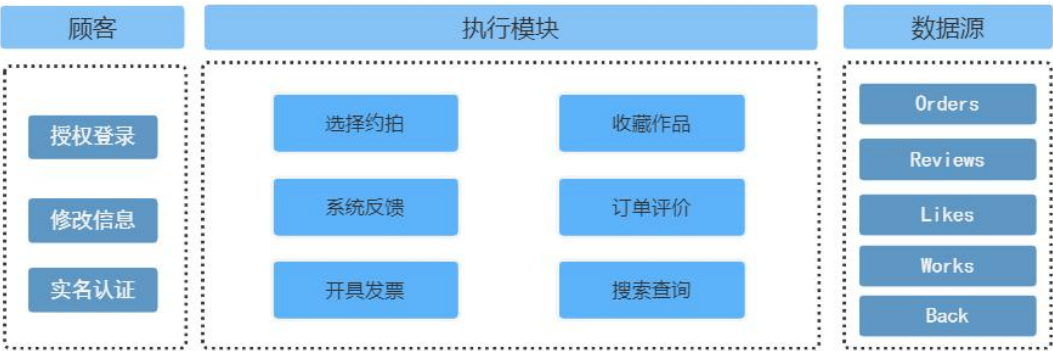 顾客
执行模块
数据源
授权登录
修改信息
实名认证
选择约拍
收藏作品
系统反馈
订单评价
开具发票
搜索查询
Orders
Reviews
Likes
Works
Back